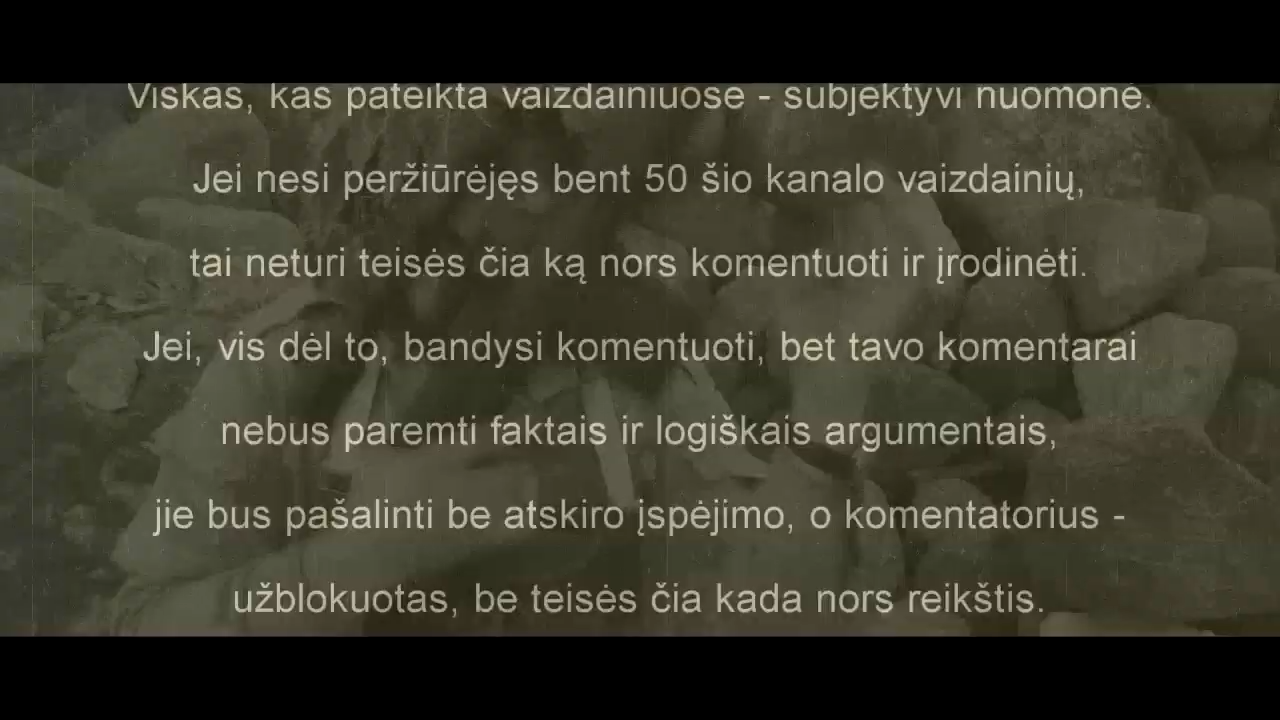 Viskas, kas pateikta vaizdainiuose - subjektyvi nuomonė.
Jei nesi peržiūrėjęs bent 50 šio kanalo vaizdainių,
tai neturi teisės čia ką nors komentuoti ir įrodinėti.
Jei, vis dėl to, bandysi komentuoti, bet tavo komentarai
nebus paremti faktais ir logiškais argumentais,
jie bus pašalinti be atskiro įspėjimo, o komentatorius -
užblokuotas, be teisės čia kada nors reikštis.